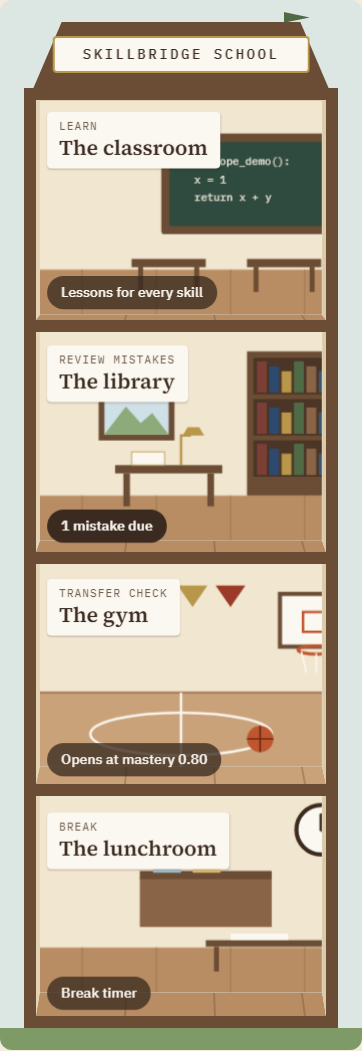 SKILLBRIDGE SCHOOL
LEARN
The classroom
ope_demo():
x = 1
return x + y
Lessons for every skill
REVIEW MISTAKES
The library
1 mistake due
TRANSFER CHECK
The gym
Opens at mastery 0.80
BREAK
The lunchroom
Break timer